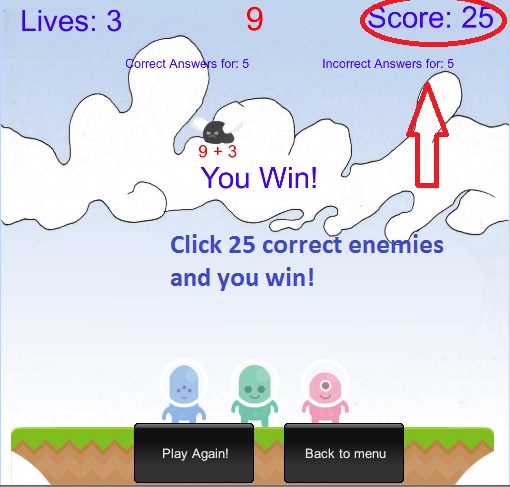 Lives: 3
9
Score: 25
Correct Answers for: 5
Incorrect Answers for: 5
9 + 3
You Win!
Click 25 correct enemies
and you win!
Play Again!
Back to menu